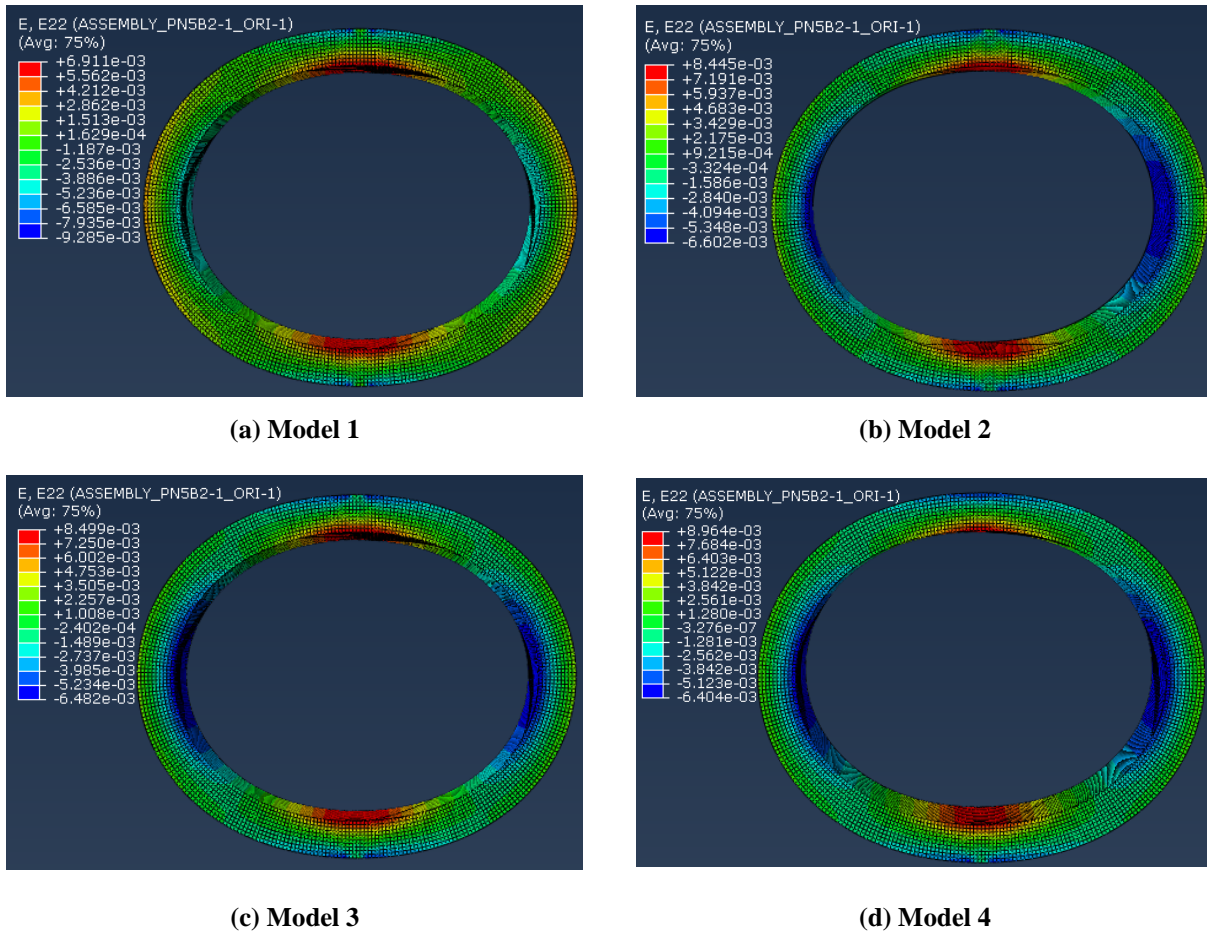 E, E22 (ASSEMBLY_PN5B2-1_ORI-1)
(Avg: 75%)
+6.911e-03
+5.562e-03
+4.212e-03
+2.862e-03
+1.513e-03
+1.629e-04
-1.187e-03
-2.536e-03
-3.886e-03
-5.236e-03
-6.585e-03
-7.935e-03
-9.285e-03
(a) Model 1
E, E22 (ASSEMBLY_PN5B2-1_ORI-1)
(Avg: 75%)
+8.445e-03
+7.191e-03
+5.937e-03
+4.683e-03
+3.429e-03
+2.175e-03
+9.215e-04
-3.324e-04
-1.586e-03
-2.840e-03
-4.094e-03
-5.348e-03
-6.602e-03
(b) Model 2
E, E22 (ASSEMBLY_PN5B2-1_ORI-1)
(Avg: 75%)
+8.499e-03
+7.250e-03
+6.002e-03
+4.753e-03
+3.505e-03
+2.257e-03
+1.008e-03
-2.402e-04
-1.489e-03
-2.737e-03
-3.985e-03
-5.234e-03
-6.482e-03
(c) Model 3
E, E22 (ASSEMBLY_PN5B2-1_ORI-1)
(Avg: 75%)
+8.964e-03
+7.684e-03
+6.403e-03
+5.122e-03
+3.842e-03
+2.561e-03
+1.280e-03
-3.276e-07
-1.281e-03
-2.562e-03
-3.842e-03
-5.123e-03
-6.404e-03
(d) Model 4